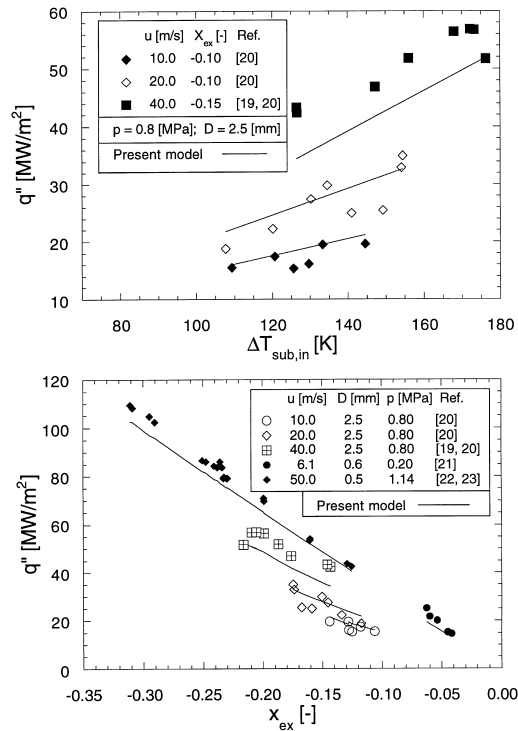 60
50
40
30
20
10
q" [MW/m²]
u [m/s] X_ex [-] Ref.
10.0 -0.10 [20]
20.0 -0.10 [20]
40.0 -0.15 [19, 20]
p = 0.8 [MPa]; D = 2.5 [mm]
Present model
80 100 120 140 160 180
ΔT_sub,in [K]
120
100
80
60
40
20
0
q" [MW/m²]
u [m/s] D [mm] p [MPa] Ref.
10.0 2.5 0.80 [20]
20.0 2.5 0.80 [20]
40.0 2.5 0.80 [19, 20]
6.1 0.6 0.20 [21]
50.0 0.5 1.14 [22, 23]
Present model
-0.35 -0.30 -0.25 -0.20 -0.15 -0.10 -0.05 0.00
x_ex [-]